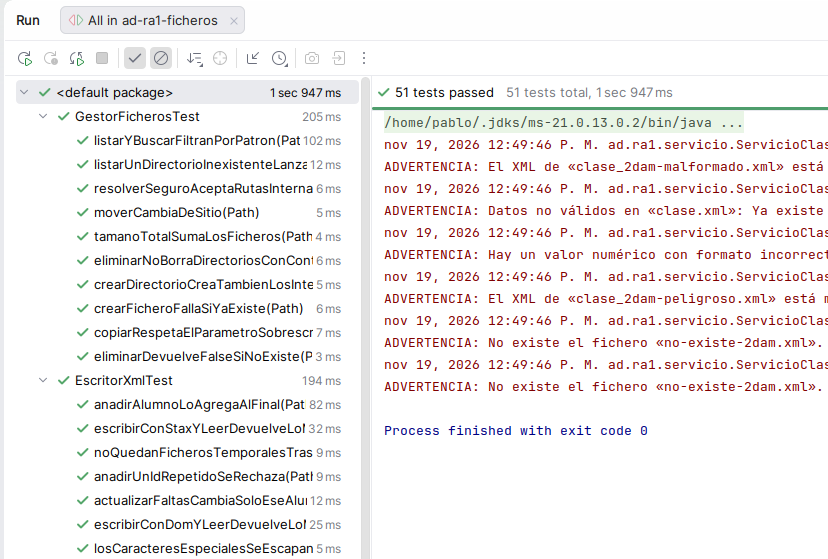 Run
All in ad-ra1-ficheros
<default package> 1 sec 947 ms
GestorFicherosTest 205 ms
listarYBuscarFiltranPorPatron(Pat 102 ms
listarUnDirectorioInexistenteLanza 12 ms
resolverSeguroAceptaRutasInterna 6 ms
moverCambiaDeSitio(Path) 5 ms
tamanoTotalSumaLosFicheros(Path 4 ms
eliminarNoBorraDirectoriosConCont 6 ms
crearDirectorioCreaTambienLosInte 5 ms
crearFicheroFallaSiYaExiste(Path) 6 ms
copiarRespetaElParametroSobrescr 7 ms
eliminarDevuelveFalseSiNoExiste(P 3 ms
EscritorXmlTest 194 ms
anadirAlumnoLoAgregaAlFinal(Pat 82 ms
escribirConStaxYLeerDevuelveLoM 32 ms
noQuedanFicherosTemporalesTras 9 ms
anadirUnIdRepetidoSeRechaza(Path 9 ms
actualizarFaltasCambiaSoloEseAlu 12 ms
escribirConDomYLeerDevuelveLoM 25 ms
losCaracteresEspecialesSeEscapan 5 ms
51 tests passed 51 tests total, 1 sec 947 ms
/home/pablo/.jdks/ms-21.0.13.0.2/bin/java ...
nov 19, 2026 12:49:46 P. M. ad.ra1.servicio.ServicioClas
ADVERTENCIA: El XML de «clase_2dam-malformado.xml» está
nov 19, 2026 12:49:46 P. M. ad.ra1.servicio.ServicioClas
ADVERTENCIA: Datos no válidos en «clase.xml»: Ya existe
nov 19, 2026 12:49:46 P. M. ad.ra1.servicio.ServicioClas
ADVERTENCIA: Hay un valor numérico con formato incorrect
nov 19, 2026 12:49:46 P. M. ad.ra1.servicio.ServicioClas
ADVERTENCIA: El XML de «clase_2dam-peligroso.xml» está m
nov 19, 2026 12:49:46 P. M. ad.ra1.servicio.ServicioClas
ADVERTENCIA: No existe el fichero «no-existe-2dam.xml».
nov 19, 2026 12:49:46 P. M. ad.ra1.servicio.ServicioClas
ADVERTENCIA: No existe el fichero «no-existe-2dam.xml».
Process finished with exit code 0